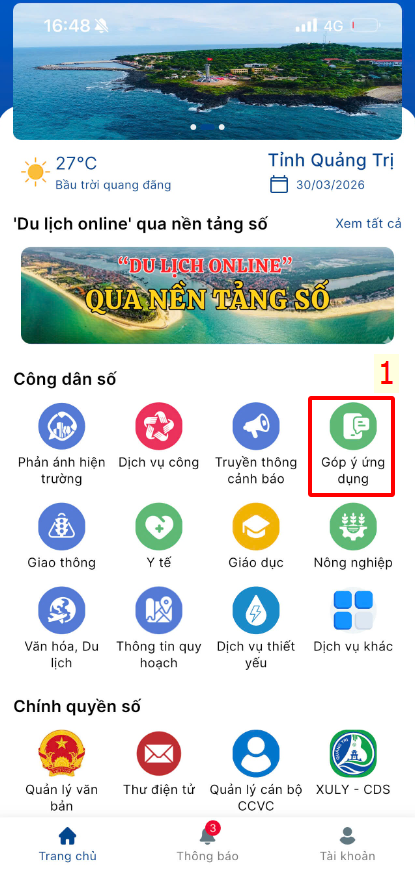 16:48 4G
27°C
Bầu trời quang đãng
Tỉnh Quảng Trị
30/03/2026
'Du lịch online' qua nền tảng số
Xem tất cả
“DU LỊCH ONLINE”
QUA NỀN TẢNG SỐ
1
Công dân số
Phản ánh hiện
trường
Dịch vụ công
Truyền thông
cảnh báo
Góp ý ứng
dụng
Giao thông
Y tế
Giáo dục
Nông nghiệp
Văn hóa, Du
lịch
Thông tin quy
hoạch
Dịch vụ thiết
yếu
Dịch vụ khác
Chính quyền số
Quản lý văn
bản
Thư điện tử
Quản lý cán bộ
CCVC
XULY - CDS
3
Trang chủ
Thông báo
Tài khoản